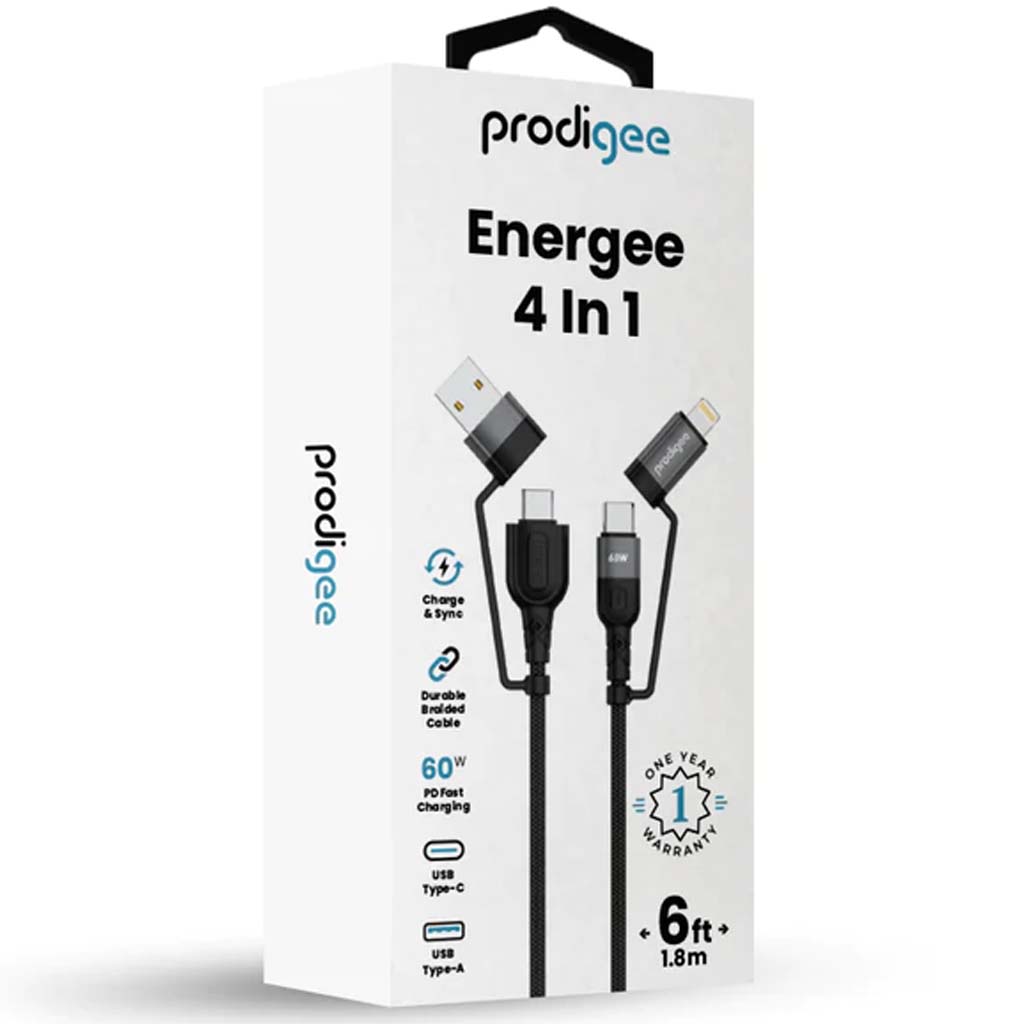 prodigee
Energee
4 In 1
prodigee
prodigee
60W
Charge
& Sync
Durable
Braided
Cable
60W
PD Fast
Charging
USB
Type-C
USB
Type-A
ONE YEAR
1
WARRANTY
6ft
1.8m